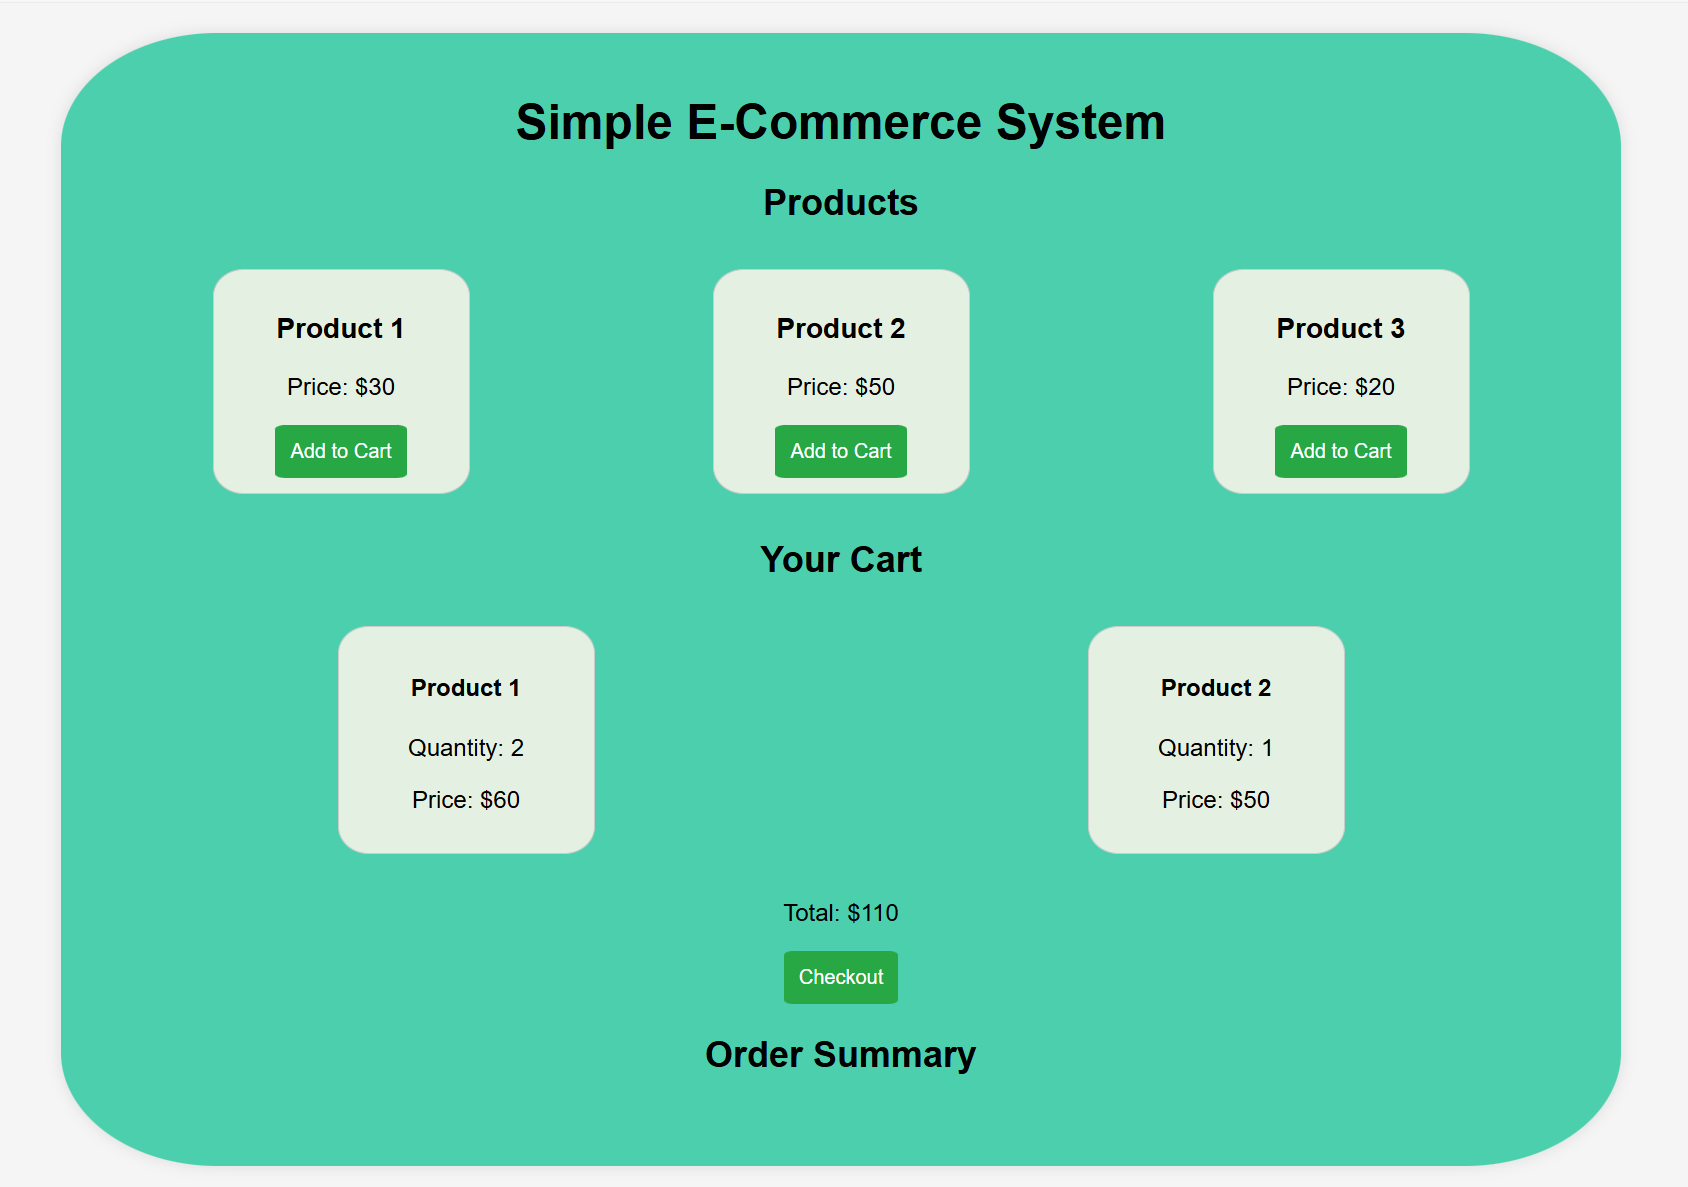 Simple E-Commerce System
Products
Product 1
Price: $30
Add to Cart
Product 2
Price: $50
Add to Cart
Product 3
Price: $20
Add to Cart
Your Cart
Product 1
Quantity: 2
Price: $60
Product 2
Quantity: 1
Price: $50
Total: $110
Checkout
Order Summary